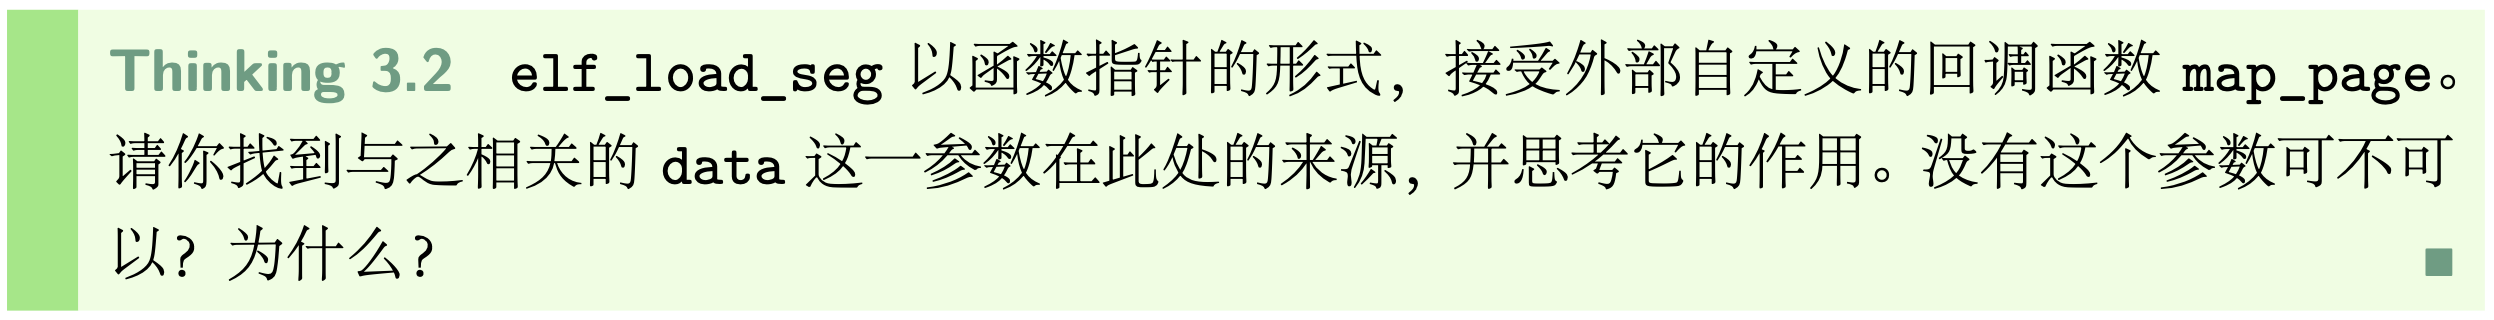 Thinking 3.2 elf_load_seg 以函数指针的形式，接受外部自定义的回调函数 map_page。
请你找到与之相关的 data 这一参数在此处的来源，并思考它的作用。没有这个参数可不可
以？为什么？